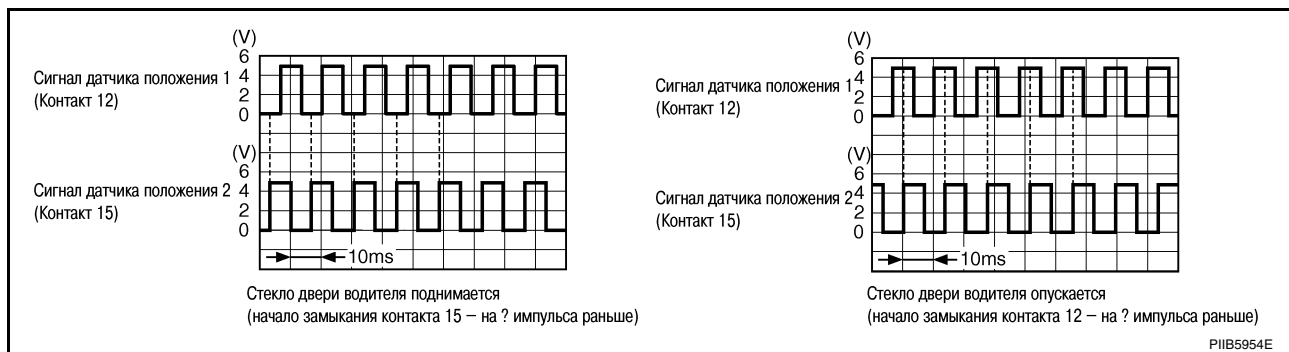 (V)
6
4
2
0
Сигнал датчика положения 1
(Контакт 12)
(V)
6
4
2
0
Сигнал датчика положения 2
(Контакт 15)
10ms
Стекло двери водителя поднимается
(начало замыкания контакта 15 – на ? импульса раньше)
(V)
6
4
2
0
Сигнал датчика положения 1
(Контакт 12)
(V)
6
4
2
0
Сигнал датчика положения 2
(Контакт 15)
10ms
Стекло двери водителя опускается
(начало замыкания контакта 12 – на ? импульса раньше)
PIIB5954E